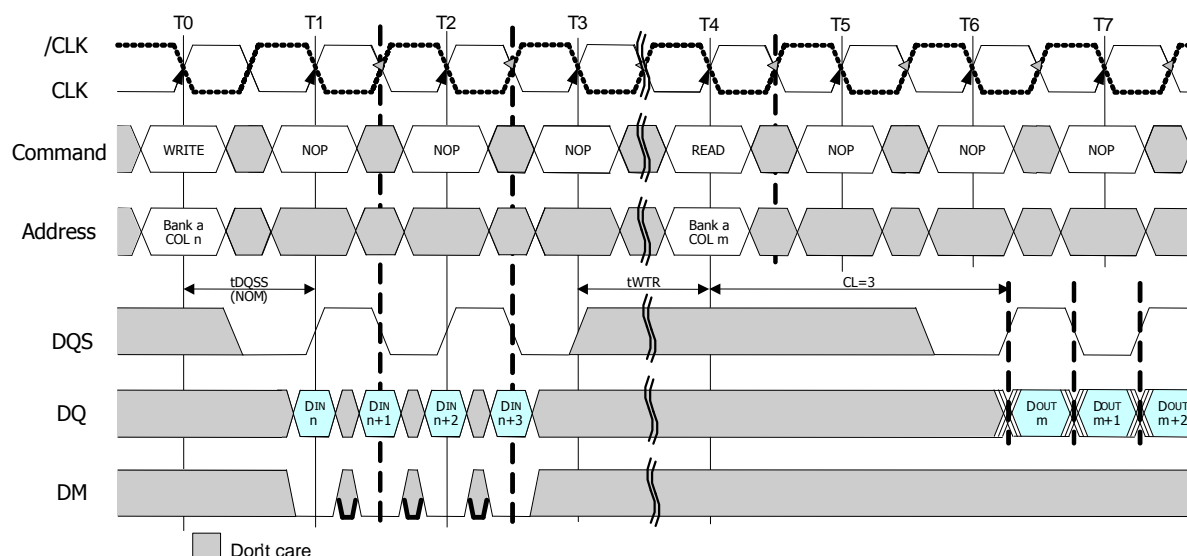 T0 T1 T2 T3 T4 T5 T6 T7
/CLK
CLK
Command WRITE NOP NOP NOP READ NOP NOP NOP
Address Bank a COL n Bank a COL m
tDQSS (NOM) tWTR CL=3
DQS
DQ DIN n DIN n+1 DIN n+2 DIN n+3 DOUT m DOUT m+1 DOUT m+2
DM
Don't care